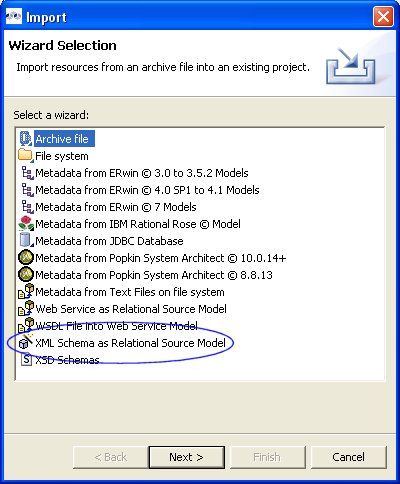 Import
Wizard Selection
Import resources from an archive file into an existing project.
Select a wizard:
Archive file
File system
Metadata from ERwin © 3.0 to 3.5.2 Models
Metadata from ERwin © 4.0 SP1 to 4.1 Models
Metadata from ERwin © 7 Models
Metadata from IBM Rational Rose © Model
Metadata from JDBC Database
Metadata from Popkin System Architect © 10.0.14+
Metadata from Popkin System Architect © 8.8.13
Metadata from Text Files on file system
Web Service as Relational Source Model
WSDL File into Web Service Model
XML Schema as Relational Source Model
XSD Schemas
< Back Next > Finish Cancel